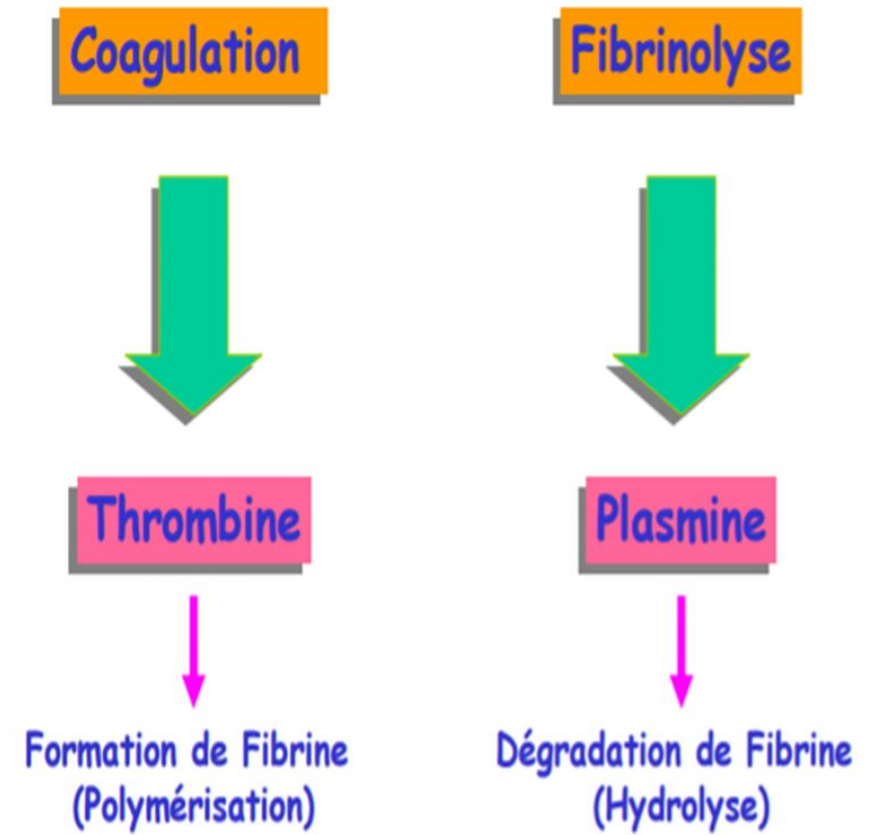 Coagulation
Fibrinolyse
Thrombine
Plasmine
Formation de Fibrine
(Polymérisation)
Dégradation de Fibrine
(Hydrolyse)